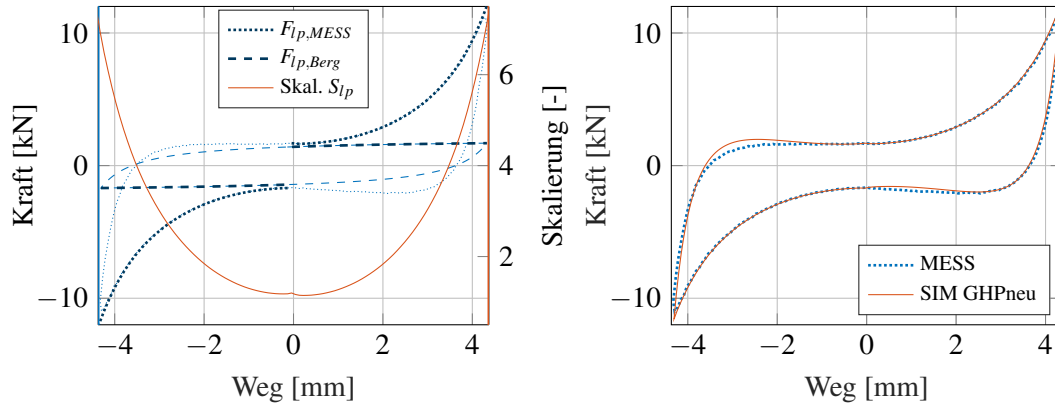 10
0
−10
Kraft [kN]
−4
−2
0
2
4
Weg [mm]
F_{lp,MESS}
F_{lp,Berg}
Skal. S_{lp}
6
4
2
Skalierung [-]
10
0
−10
Kraft [kN]
−4
−2
0
2
4
Weg [mm]
MESS
SIM GHPneu